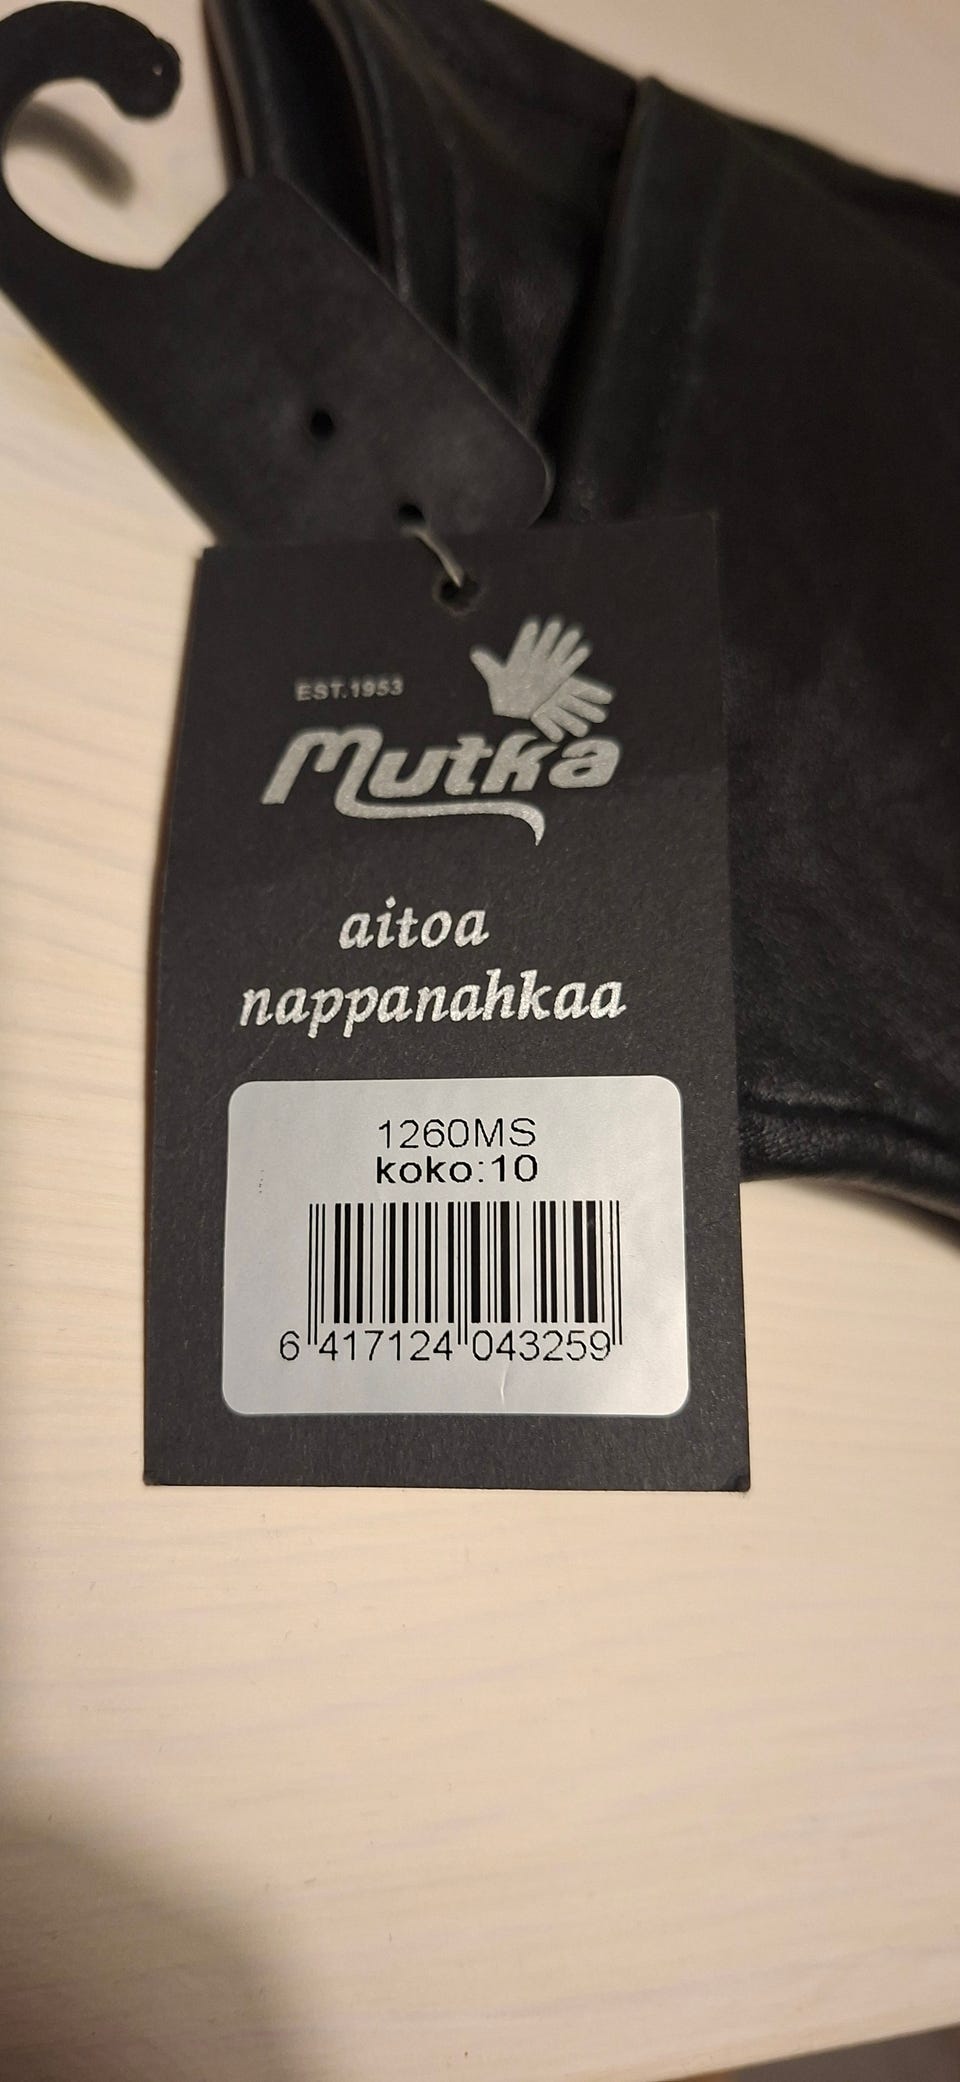 EST.1953
Mutka
aitoa
nappanahkaa
1260MS
koko:10
6 417124 043259